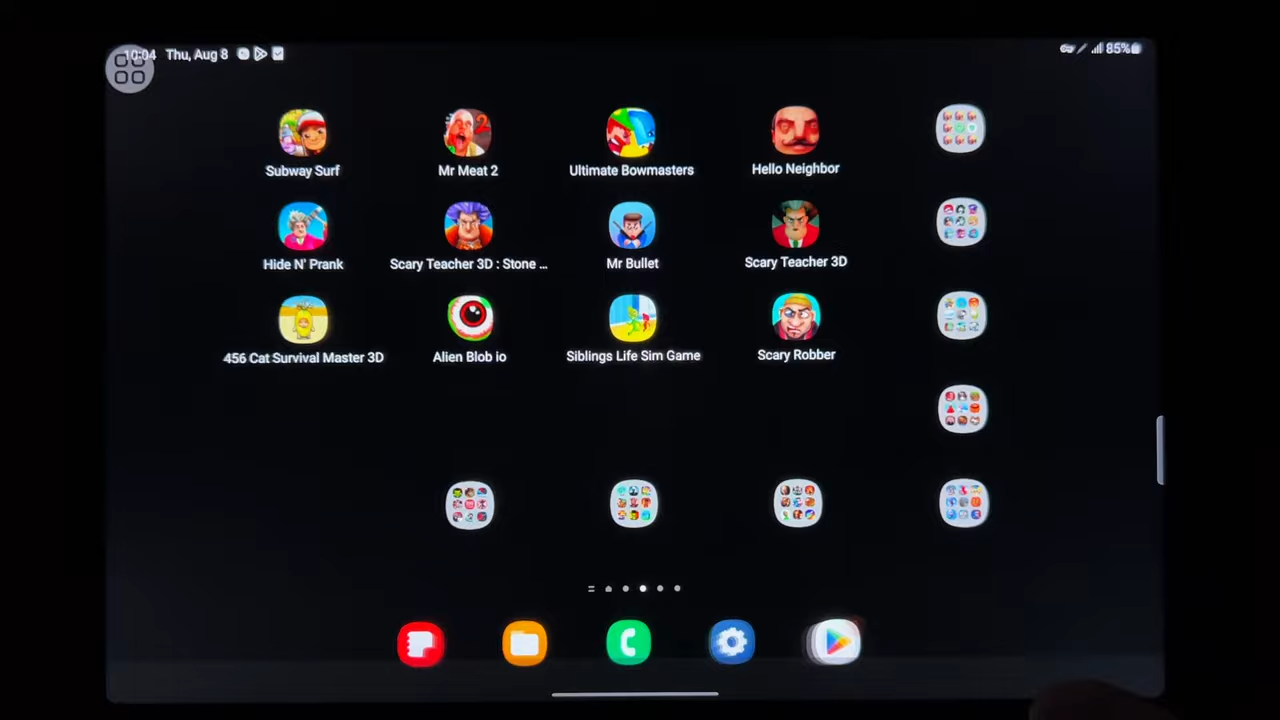 10:04 Thu, Aug 8 85%
2
Subway Surf Mr Meat 2 Ultimate Bowmasters Hello Neighbor
Hide N' Prank Scary Teacher 3D : Stone ... Mr Bullet Scary Teacher 3D
456 Cat Survival Master 3D Alien Blob io Siblings Life Sim Game Scary Robber